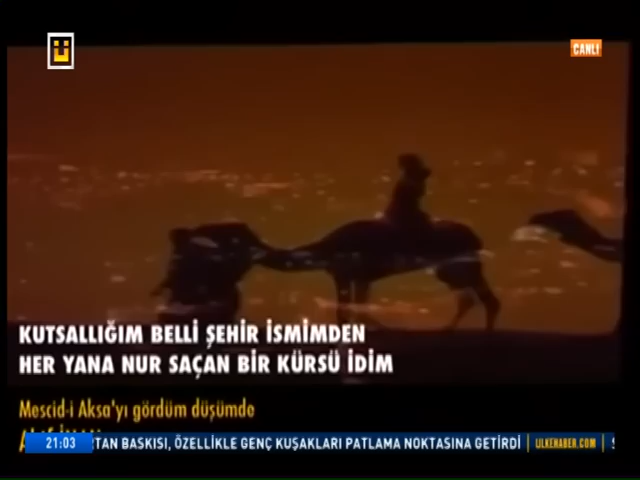 CANLI
KUTSALLIĞIM BELLİ ŞEHİR İSMİMDEN
HER YANA NUR SAÇAN BİR KÜRSÜ İDİM
Mescid-i Aksa'yı gördüm düşümde
21:03 TAN BASKISI, ÖZELLİKLE GENÇ KUŞAKLARI PATLAMA NOKTASINA GETİRDİ | ULKEHABER.COM |